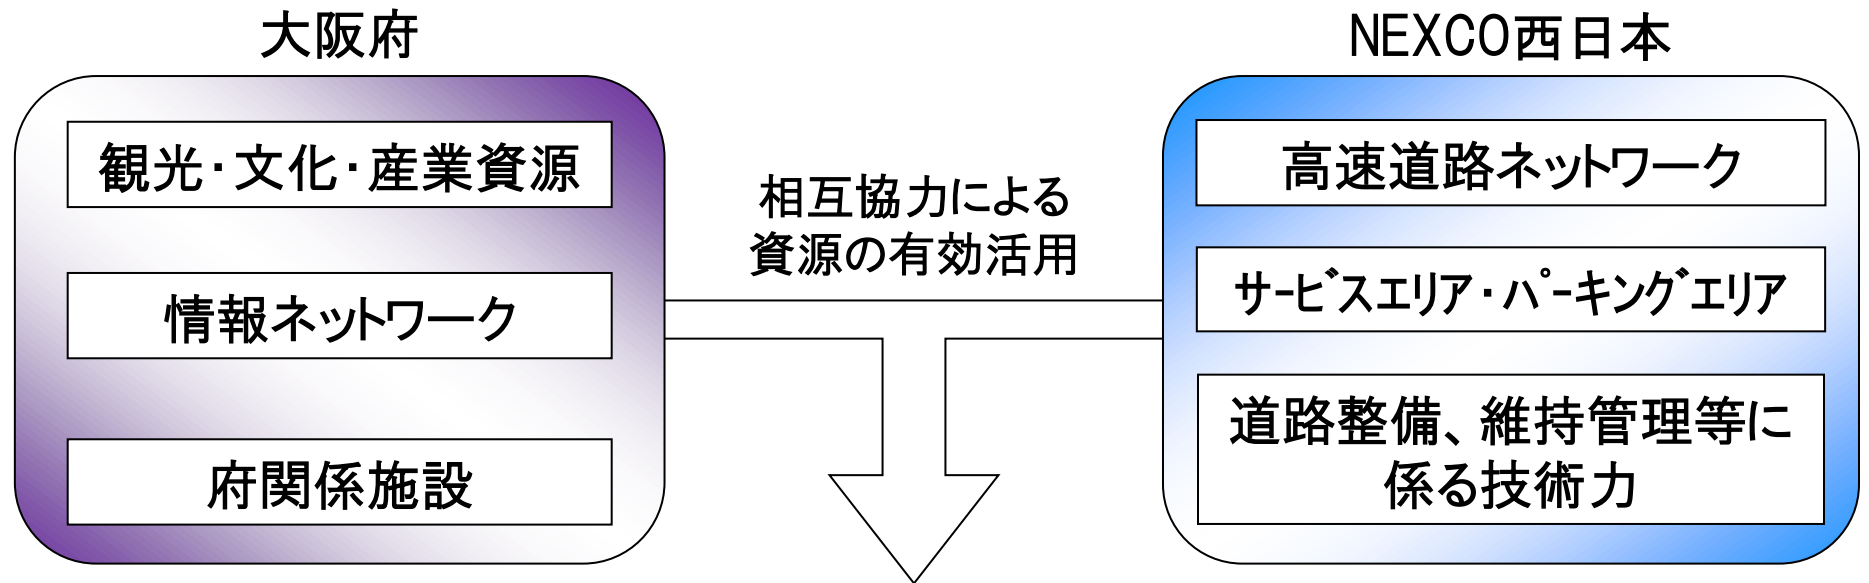 大阪府
観光・文化・産業資源
情報ネットワーク
府関係施設
相互協力による
資源の有効活用
NEXCO西日本
高速道路ネットワーク
サｰビスエリア・パｰキングエリア
道路整備、維持管理等に
係る技術力